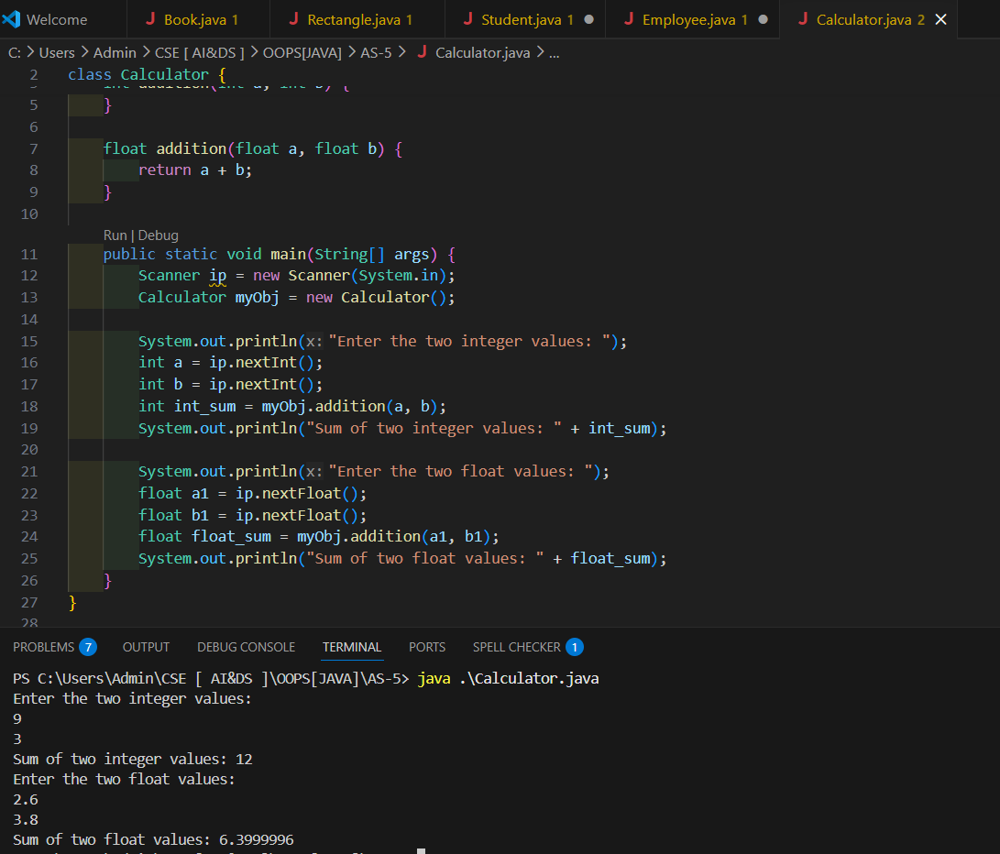 Welcome
J Book.java 1
J Rectangle.java 1
J Student.java 1
J Employee.java 1
J Calculator.java 2
C: > Users > Admin > CSE [ AI&DS ] > OOPS[JAVA] > AS-5 > J Calculator.java > ...
2 class Calculator {
int addition(int a, int b) {
5 }
6
7 float addition(float a, float b) {
8 return a + b;
9 }
10
Run | Debug
11 public static void main(String[] args) {
12 Scanner ip = new Scanner(System.in);
13 Calculator myObj = new Calculator();
14
15 System.out.println(x: "Enter the two integer values: ");
16 int a = ip.nextInt();
17 int b = ip.nextInt();
18 int int_sum = myObj.addition(a, b);
19 System.out.println("Sum of two integer values: " + int_sum);
20
21 System.out.println(x: "Enter the two float values: ");
22 float a1 = ip.nextFloat();
23 float b1 = ip.nextFloat();
24 float float_sum = myObj.addition(a1, b1);
25 System.out.println("Sum of two float values: " + float_sum);
26 }
27 }
28
PROBLEMS 7 OUTPUT DEBUG CONSOLE TERMINAL PORTS SPELL CHECKER 1
PS C:\Users\Admin\CSE [ AI&DS ]\OOPS[JAVA]\AS-5> java .\Calculator.java
Enter the two integer values:
9
3
Sum of two integer values: 12
Enter the two float values:
2.6
3.8
Sum of two float values: 6.3999996